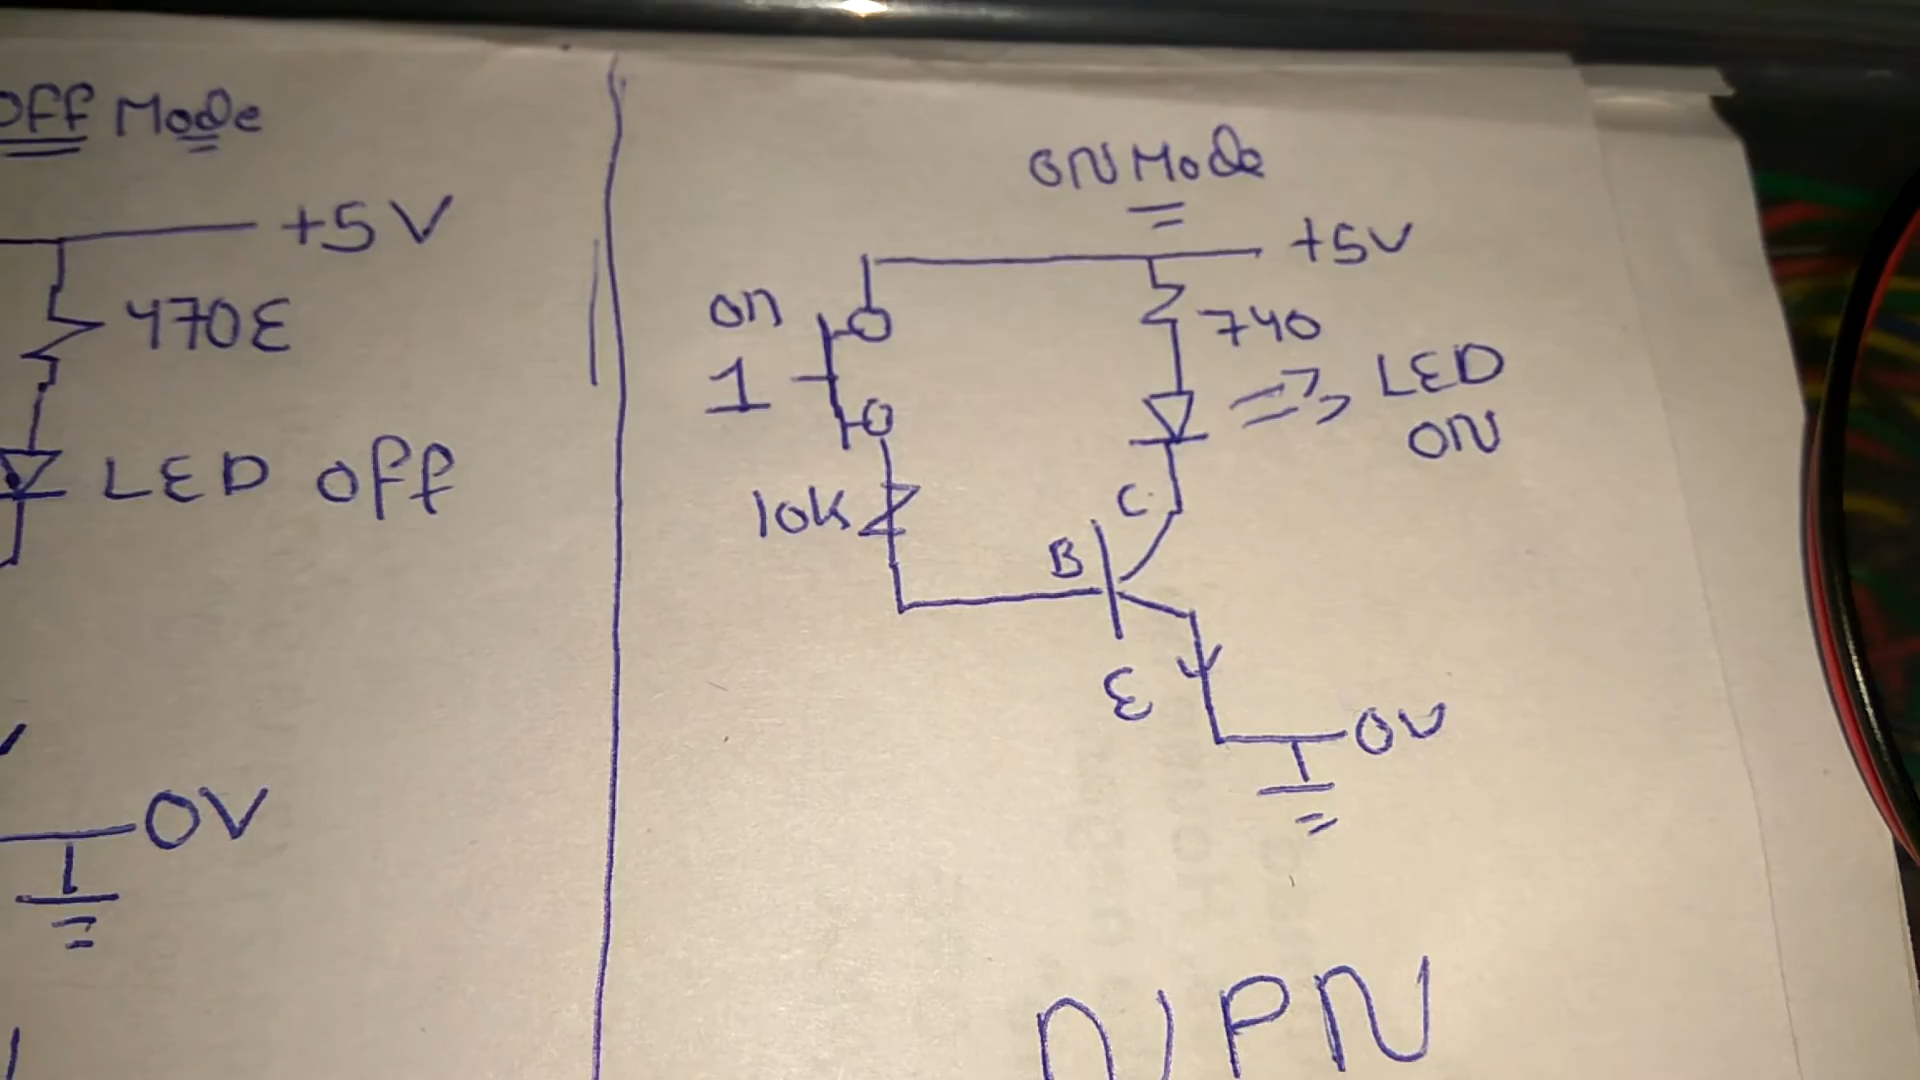 Off Mode
+5V
470E
LED off
0V
ON Mode
+5V
on
1
740
LED
ON
10K
C
B
E
0V
NPN